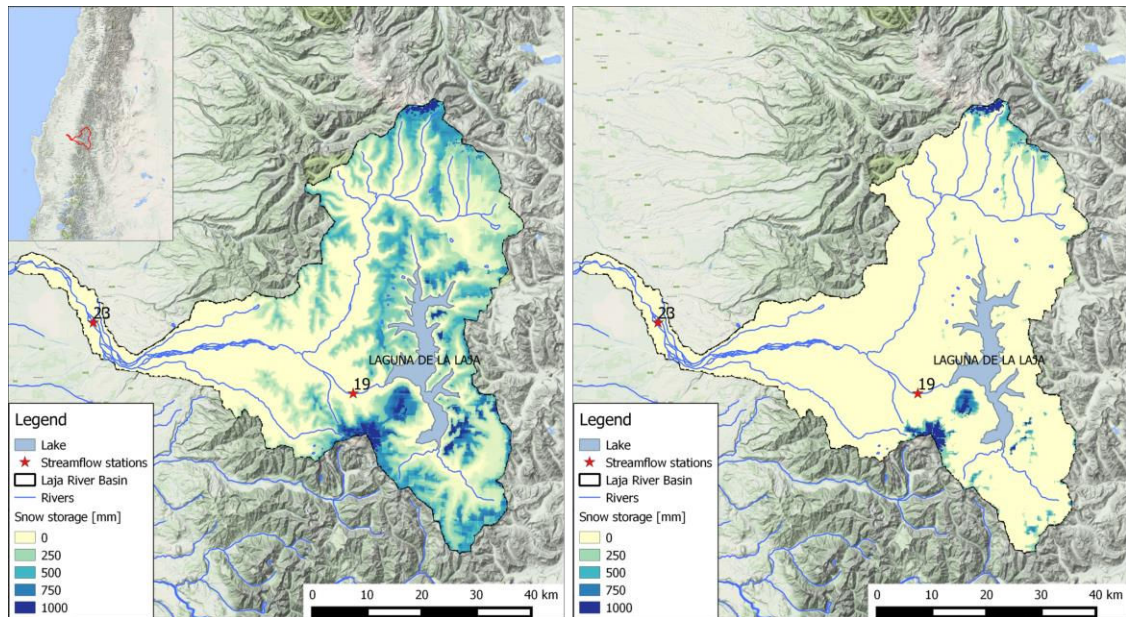 23
19
LAGUNA DE LA LAJA
Legend
Lake
Streamflow stations
Laja River Basin
Rivers
Snow storage [mm]
0
250
500
750
1000
0 10 20 30 40 km
23
19
LAGUNA DE LA LAJA
Legend
Lake
Streamflow stations
Laja River Basin
Rivers
Snow storage [mm]
0
250
500
750
1000
0 10 20 30 40 km